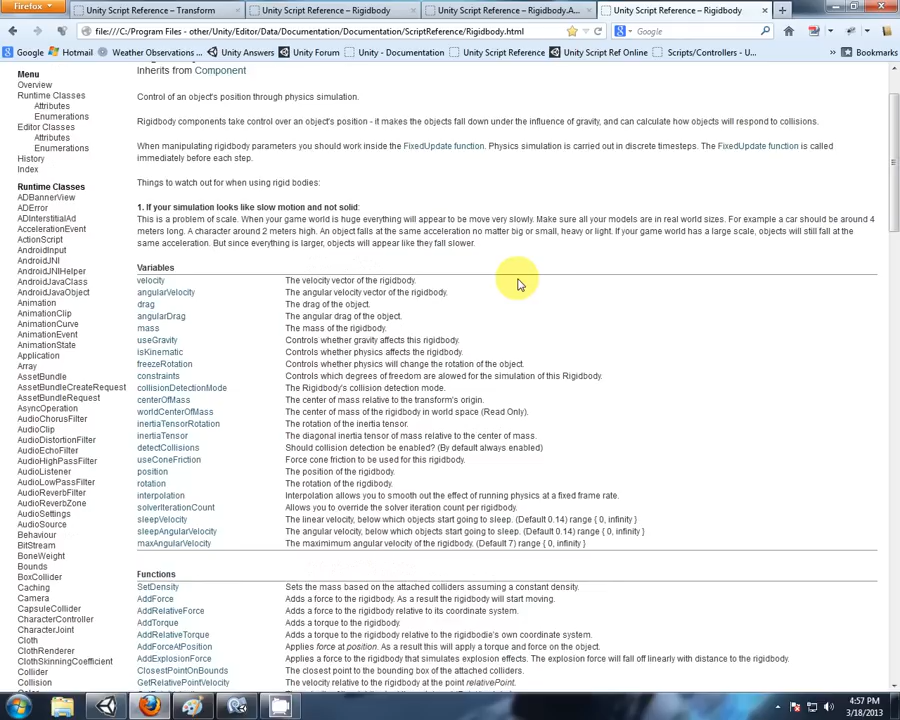 Firefox
Unity Script Reference – Transform
Unity Script Reference – Rigidbody
Unity Script Reference – Rigidbody.A...
Unity Script Reference – Rigidbody
file:///C:/Program Files - other/Unity/Editor/Data/Documentation/Documentation/ScriptReference/Rigidbody.html
Google
Google
Hotmail
Weather Observations ...
Unity Answers
Unity Forum
Unity - Documentation
Unity Script Reference
Unity Script Ref Online
Scripts/Controllers - U...
Bookmarks
Menu
Overview
Runtime Classes
Attributes
Enumerations
Editor Classes
Attributes
Enumerations
History
Index
Runtime Classes
ADBannerView
ADError
ADInterstitialAd
AccelerationEvent
ActionScript
AndroidInput
AndroidJNI
AndroidJNIHelper
AndroidJavaClass
AndroidJavaObject
Animation
AnimationClip
AnimationCurve
AnimationEvent
AnimationState
Application
Array
AssetBundle
AssetBundleCreateRequest
AssetBundleRequest
AsyncOperation
AudioChorusFilter
AudioClip
AudioDistortionFilter
AudioEchoFilter
AudioHighPassFilter
AudioListener
AudioLowPassFilter
AudioReverbFilter
AudioReverbZone
AudioSettings
AudioSource
Behaviour
BitStream
BoneWeight
Bounds
BoxCollider
Caching
Camera
CapsuleCollider
CharacterController
CharacterJoint
Cloth
ClothRenderer
ClothSkinningCoefficient
Collider
Collision
Inherits from Component
Control of an object's position through physics simulation.
Rigidbody components take control over an object's position - it makes the objects fall down under the influence of gravity, and can calculate how objects will respond to collisions.
When manipulating rigidbody parameters you should work inside the FixedUpdate function. Physics simulation is carried out in discrete timesteps. The FixedUpdate function is called
immediately before each step.
Things to watch out for when using rigid bodies:
1. If your simulation looks like slow motion and not solid:
This is a problem of scale. When your game world is huge everything will appear to be move very slowly. Make sure all your models are in real world sizes. For example a car should be around 4
meters long. A character around 2 meters high. An object falls at the same acceleration no matter big or small, heavy or light. If your game world has a large scale, objects will still fall at the
same acceleration. But since everything is larger, objects will appear like they fall slower.
Variables
velocity The velocity vector of the rigidbody.
angularVelocity The angular velocity vector of the rigidbody.
drag The drag of the object.
angularDrag The angular drag of the object.
mass The mass of the rigidbody.
useGravity Controls whether gravity affects this rigidbody.
isKinematic Controls whether physics affects the rigidbody.
freezeRotation Controls whether physics will change the rotation of the object.
constraints Controls which degrees of freedom are alowed for the simulation of this Rigidbody.
collisionDetectionMode The Rigidbody's collision detection mode.
centerOfMass The center of mass relative to the transform's origin.
worldCenterOfMass The center of mass of the rigidbody in world space (Read Only).
inertiaTensorRotation The rotation of the inertia tensor.
inertiaTensor The diagonal inertia tensor of mass relative to the center of mass.
detectCollisions Should collision detection be enabled? (By default always enabled)
useConeFriction Force cone friction to be used for this rigidbody.
position The position of the rigidbody.
rotation The rotation of the rigidbody.
interpolation Interpolation allows you to smooth out the effect of running physics at a fixed frame rate.
solverIterationCount Allows you to override the solver iteration count per rigidbody.
sleepVelocity The linear velocity, below which objects start going to sleep. (Default 0.14) range { 0, infinity }
sleepAngularVelocity The angular velocity, below which objects start going to sleep. (Default 0.14) range { 0, infinity }
maxAngularVelocity The maximimum angular velocity of the rigidbody. (Default 7) range { 0, infinity }
Functions
SetDensity Sets the mass based on the attached colliders assuming a constant density.
AddForce Adds a force to the rigidbody. As a result the rigidbody will start moving.
AddRelativeForce Adds a force to the rigidbody relative to its coordinate system.
AddTorque Adds a torque to the rigidbody.
AddRelativeTorque Adds a torque to the rigidbody relative to the rigidbodie's own coordinate system.
AddForceAtPosition Applies force at position. As a result this will apply a torque and force on the object.
AddExplosionForce Applies a force to the rigidbody that simulates explosion effects. The explosion force will fall off linearly with distance to the rigidbody.
ClosestPointOnBounds The closest point to the bounding box of the attached colliders.
GetRelativePointVelocity The velocity relative to the rigidbody at the point relativePoint.
4:57 PM
3/18/2013